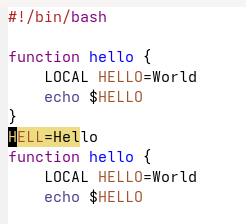 #!/bin/bash

function hello {
    LOCAL HELLO=World
    echo $HELLO
}
HELL=Hello
function hello {
    LOCAL HELLO=World
    echo $HELLO